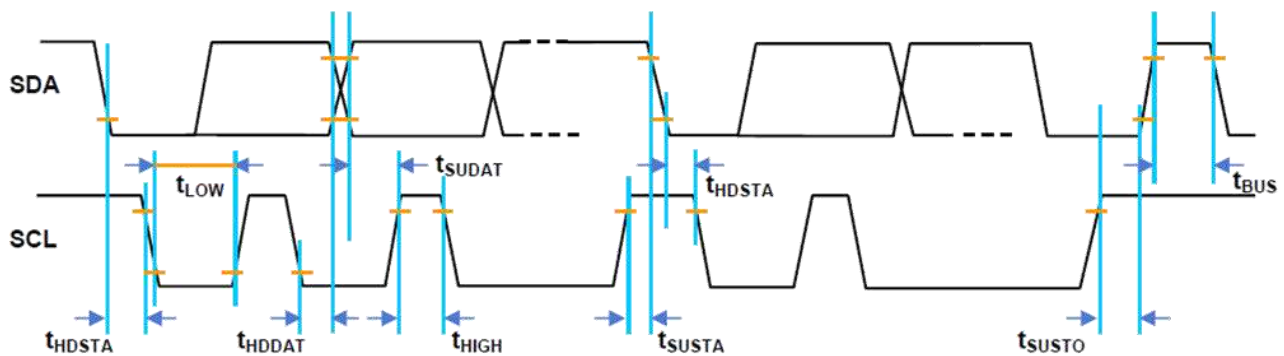 SDA
tSUDAT
tLOW
tHDSTA
tBUS
SCL
tHDSTA
tHDDAT
tHIGH
tSUSTA
tSUSTO